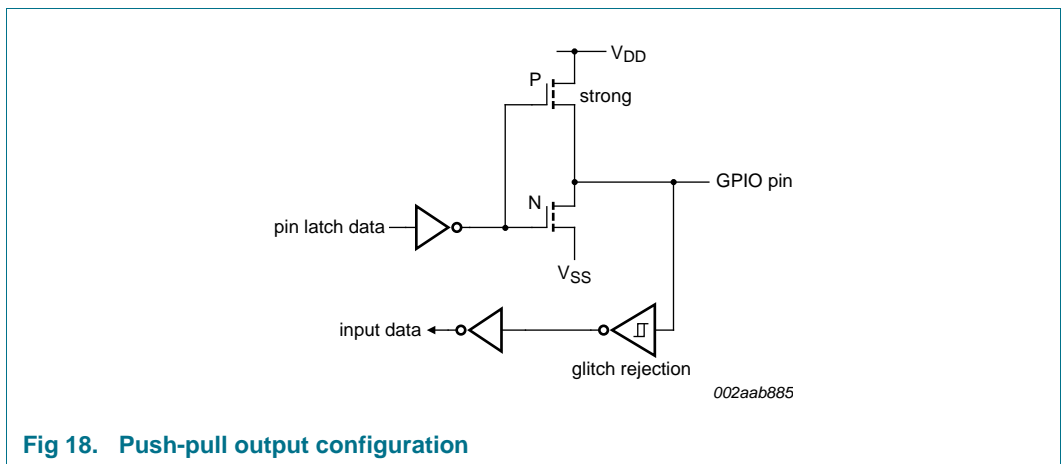 VDD
P
strong
GPIO pin
N
pin latch data
VSS
input data
glitch rejection
002aab885
Fig 18. Push-pull output configuration